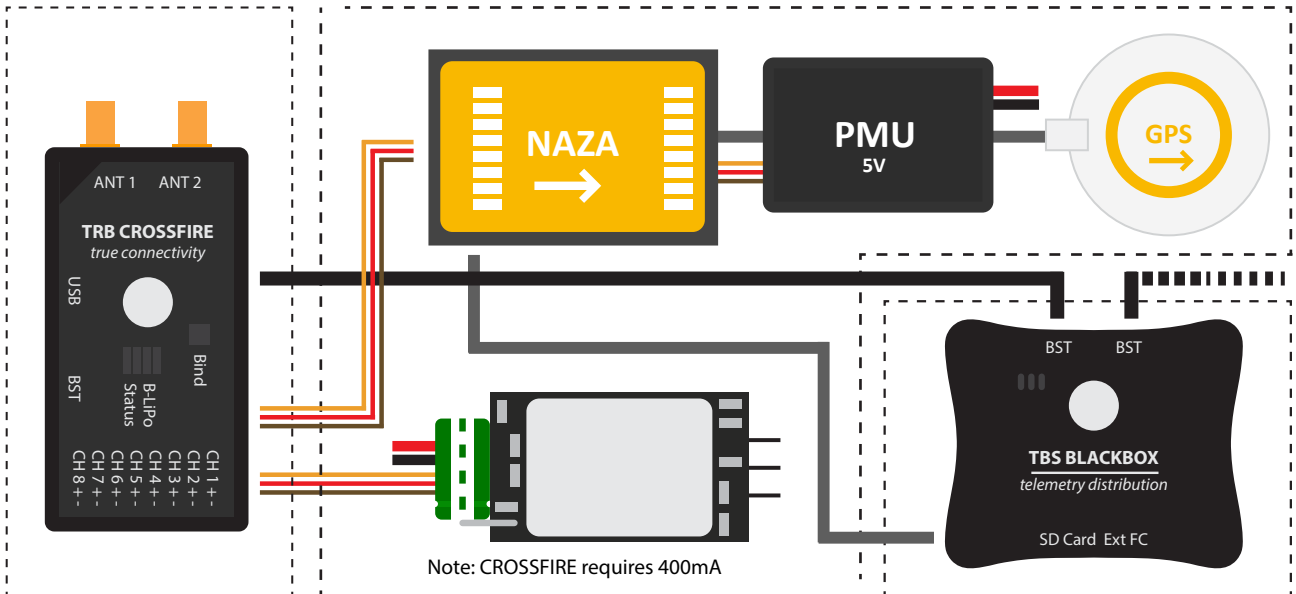 ANT 1 ANT 2
TRB CROSSFIRE
true connectivity
USB
BST
Bind
B-LiPo
Status
CH 8 + -
CH 7 + -
CH 6 + -
CH 5 + -
CH 4 + -
CH 3 + -
CH 2 + -
CH 1 + -
NAZA
PMU
5V
GPS
BST BST
TBS BLACKBOX
telemetry distribution
SD Card Ext FC
Note: CROSSFIRE requires 400mA